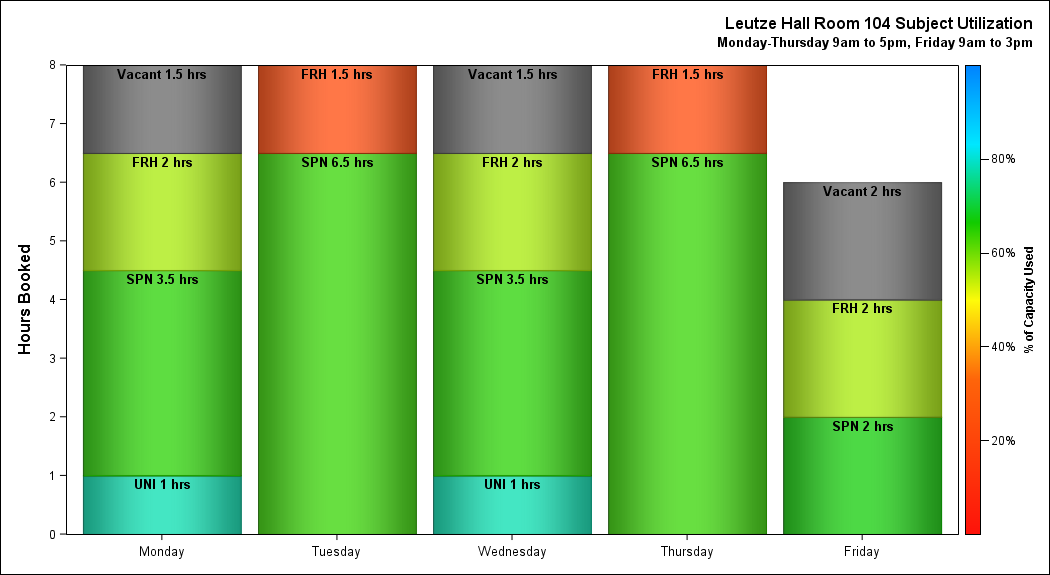 Leutze Hall Room 104 Subject Utilization
Monday-Thursday 9am to 5pm, Friday 9am to 3pm
Hours Booked
8
7
6
5
4
3
2
1
0
Vacant 1.5 hrs
FRH 2 hrs
SPN 3.5 hrs
UNI 1 hrs
FRH 1.5 hrs
SPN 6.5 hrs
Vacant 1.5 hrs
FRH 2 hrs
SPN 3.5 hrs
UNI 1 hrs
FRH 1.5 hrs
SPN 6.5 hrs
Vacant 2 hrs
FRH 2 hrs
SPN 2 hrs
Monday
Tuesday
Wednesday
Thursday
Friday
80%
60%
40%
20%
% of Capacity Used